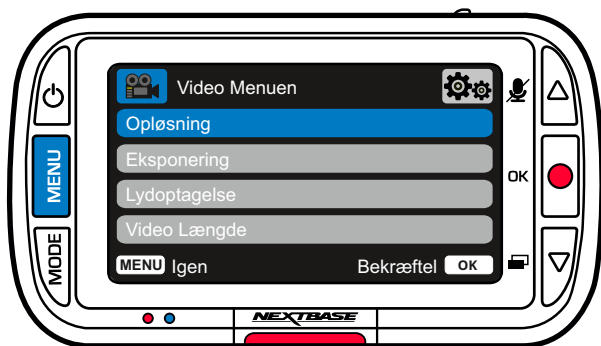 Video Menuen
Opløsning
Eksponering
Lydoptagelse
Video Længde
MENU Igen
Bekræftel OK
MENU
MODE
OK
NEXTBASE